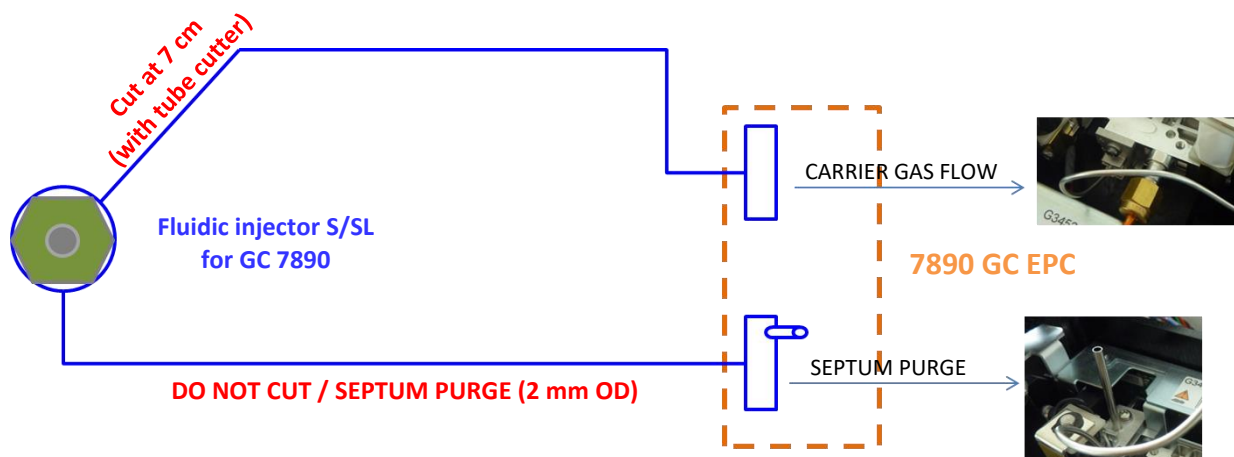 Cut at 7 cm
(with tube cutter)
CARRIER GAS FLOW
Fluidic injector S/SL
for GC 7890
7890 GC EPC
SEPTUM PURGE
DO NOT CUT / SEPTUM PURGE (2 mm OD)